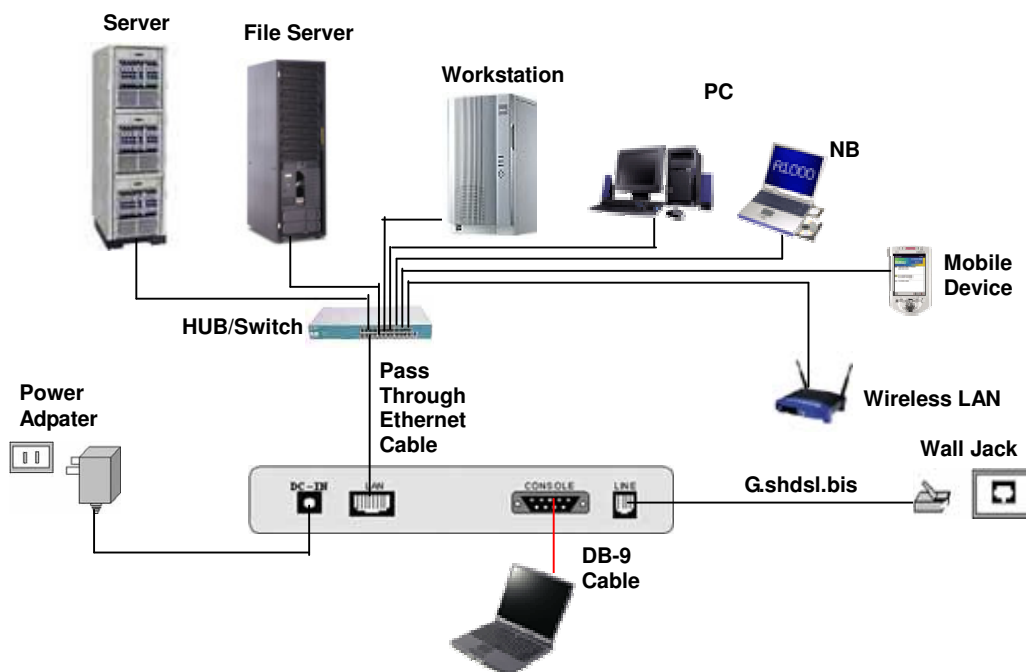 Server
File Server
Workstation
PC
NB
A1000
Mobile
Device
HUB/Switch
Pass
Through
Ethernet
Cable
Power
Adpater
Wireless LAN
Wall Jack
DC-IN
LAN
CONSOLE
LINE
G.shdsl.bis
DB-9
Cable